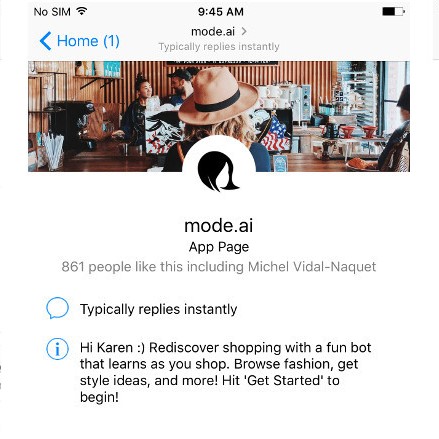 No SIM 9:45 AM
Home (1)
mode.ai
Typically replies instantly
mode.ai
App Page
861 people like this including Michel Vidal-Naquet
Typically replies instantly
Hi Karen :) Rediscover shopping with a fun bot
that learns as you shop. Browse fashion, get
style ideas, and more! Hit 'Get Started' to
begin!